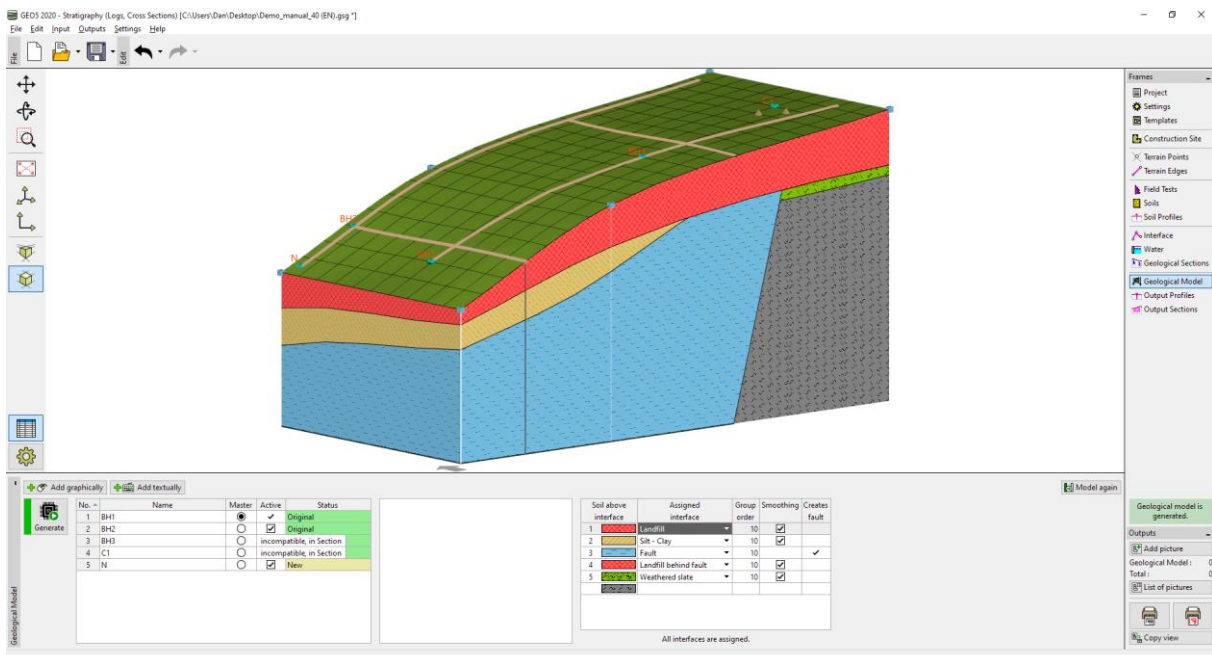 GEO5 2020 - Stratigraphy (Logs, Cross Sections) [C:\Users\Dan\Desktop\Demo_manual_40 (EN).gsg *]
File Edit Input Outputs Settings Help
File
Edit
N
BH2
Frames
Project
Settings
Templates
Construction Site
Terrain Points
Terrain Edges
Field Tests
Soils
Soil Profiles
Interface
Water
Geological Sections
Geological Model
Output Profiles
Output Sections
Add graphically Add textually
Model again
Generate
No. Name Master Active Status
1 BH1 Original
2 BH2 Original
3 BH3 incompatible, in Section
4 C1 incompatible, in Section
5 N New
Soil above interface Assigned interface Group order Smoothing Creates fault
1 Landfill 10
2 Silt - Clay 10
3 Fault 10
4 Landfill behind fault 10
5 Weathered slate 10
All interfaces are assigned.
Geological model is generated.
Outputs
Add picture
Geological Model : 0
Total : 0
List of pictures
Copy view
Geological Model